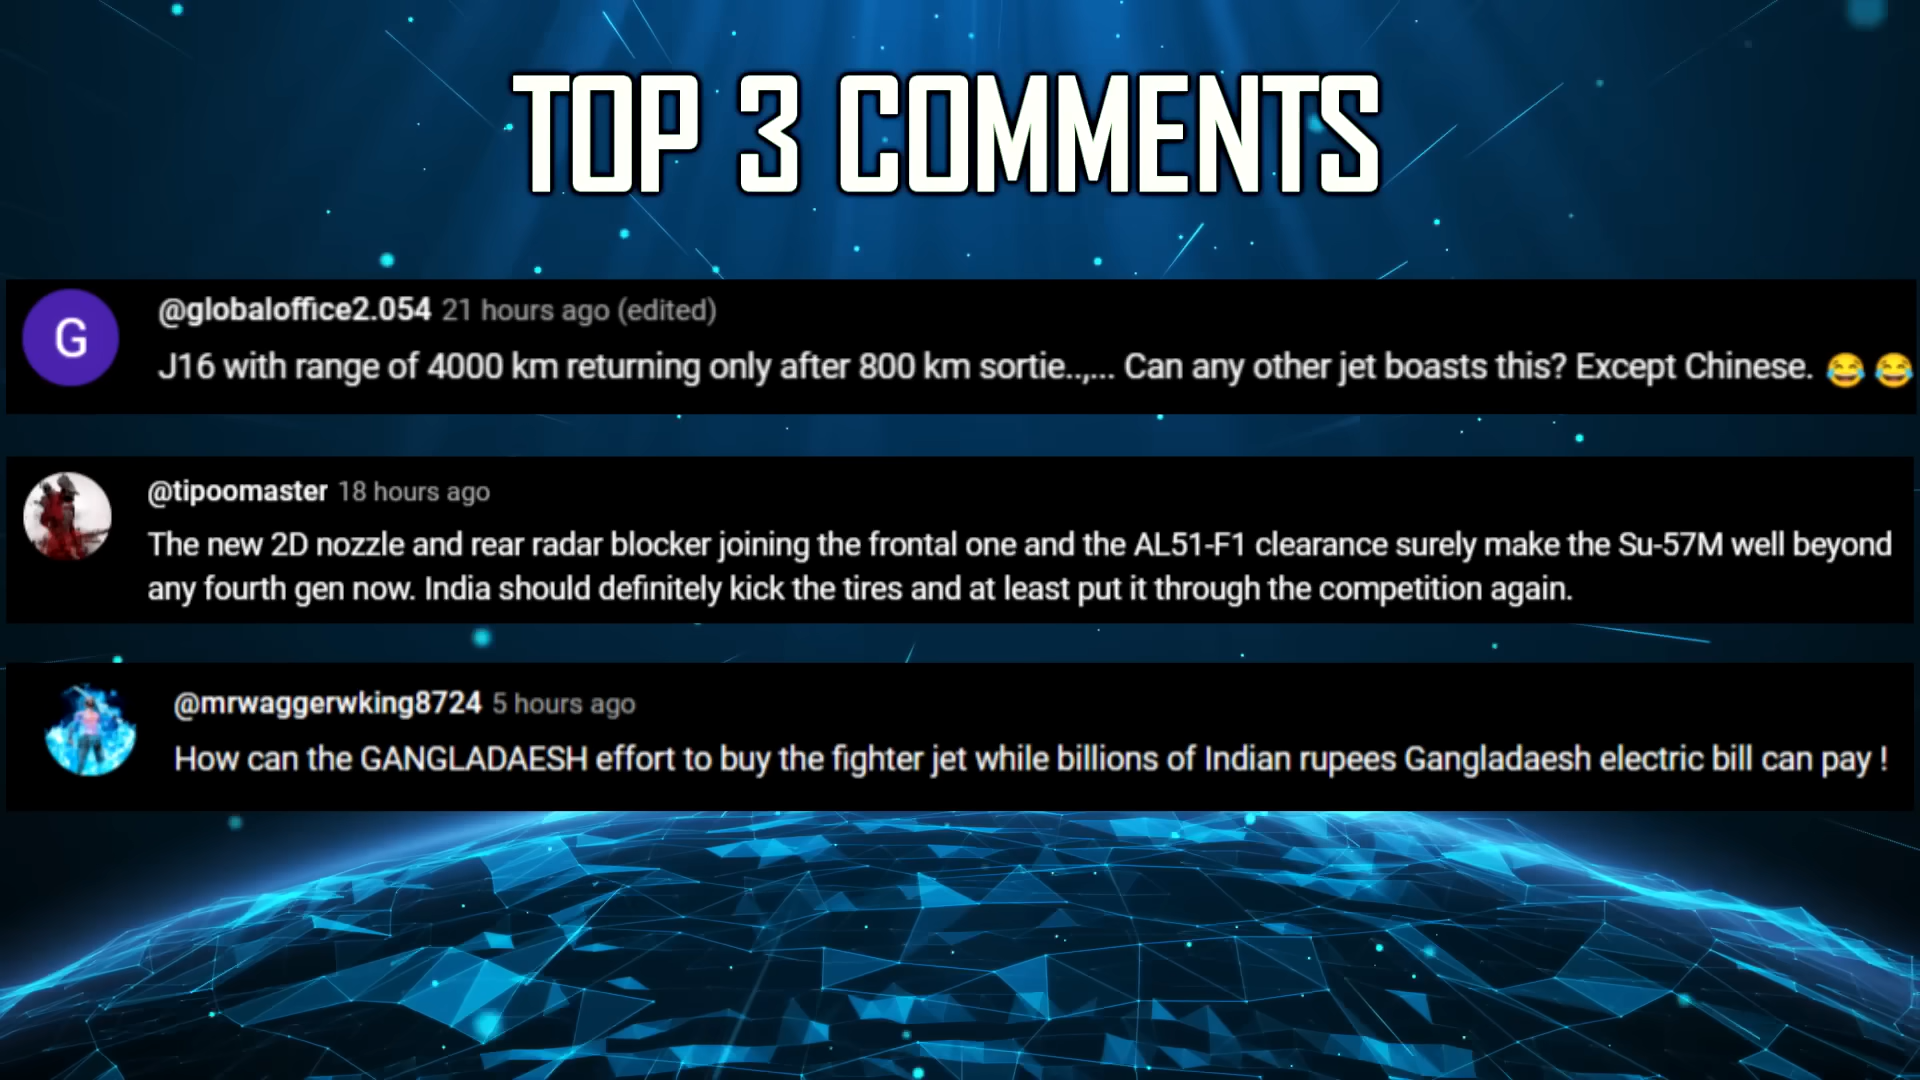 TOP 3 COMMENTS
G
@globaloffice2.054 21 hours ago (edited)
J16 with range of 4000 km returning only after 800 km sortie..,... Can any other jet boasts this? Except Chinese. 😂 😂
@tipoomaster 18 hours ago
The new 2D nozzle and rear radar blocker joining the frontal one and the AL51-F1 clearance surely make the Su-57M well beyond
any fourth gen now. India should definitely kick the tires and at least put it through the competition again.
@mrwaggerwking8724 5 hours ago
How can the GANGLADAESH effort to buy the fighter jet while billions of Indian rupees Gangladaesh electric bill can pay !